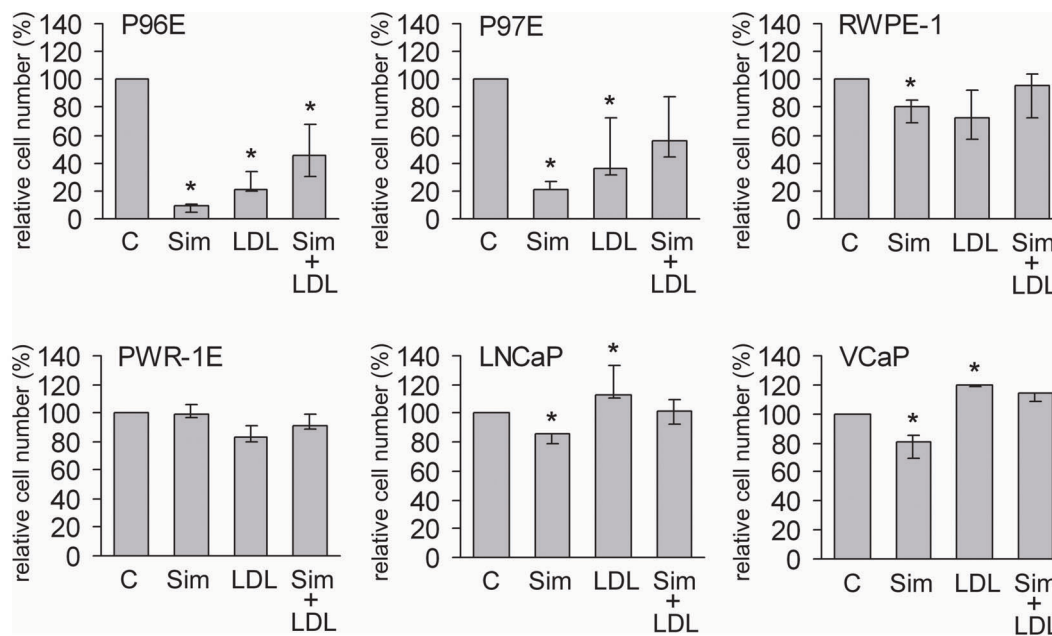 P96E
relative cell number (%)
140
120
100
80
60
40
20
0
*
*
*
C Sim LDL Sim
+
LDL
P97E
relative cell number (%)
140
120
100
80
60
40
20
0
*
*
C Sim LDL Sim
+
LDL
RWPE-1
relative cell number (%)
140
120
100
80
60
40
20
0
*
C Sim LDL Sim
+
LDL
PWR-1E
relative cell number (%)
140
120
100
80
60
40
20
0
C Sim LDL Sim
+
LDL
LNCaP
relative cell number (%)
140
120
100
80
60
40
20
0
*
*
C Sim LDL Sim
+
LDL
VCaP
relative cell number (%)
140
120
100
80
60
40
20
0
*
*
C Sim LDL Sim
+
LDL